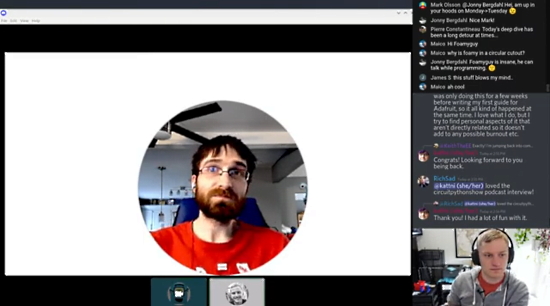 Mark Olsson @Jonny Bergdahl Hei, am up in
your hoods on Monday→Tuesday
Jonny Bergdahl Nice Mark!
Pierre Constantineau Today's deep dive has
been a long detour at times...
Maico Hi Foamyguy
Maico why is foamy in a circular cutout?
Jonny Bergdahl Foamyguy is insane, he can
talk while programming.
James S this stuff blows my mind..
Maico ah cool
was only doing this for a few weeks
before writing my first guide for
Adafruit, so it all kind of happened at
the same time. I love what I do, but I
try to find personal aspects of it that
aren't directly related so it doesn't
add to any possible burnout etc.
Congrats! Looking forward to you
being back.
RichSad
@kattni (she/her) loved the
circuitpythonshow podcast interview!
Thank you! I had a lot of fun with it.